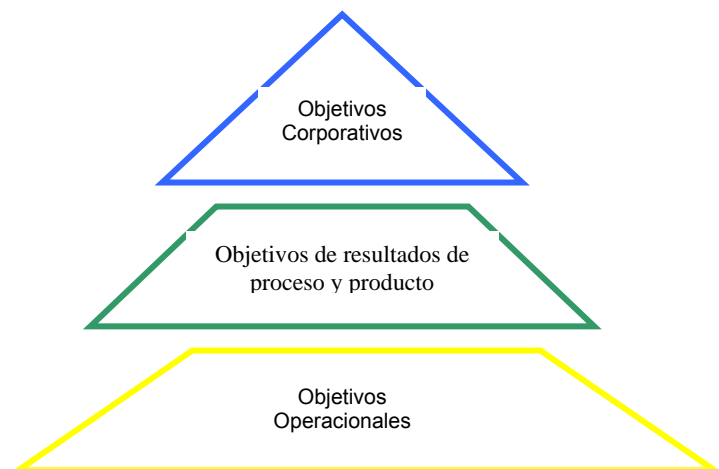 Objetivos
Corporativos
Objetivos de resultados de
proceso y producto
Objetivos
Operacionales